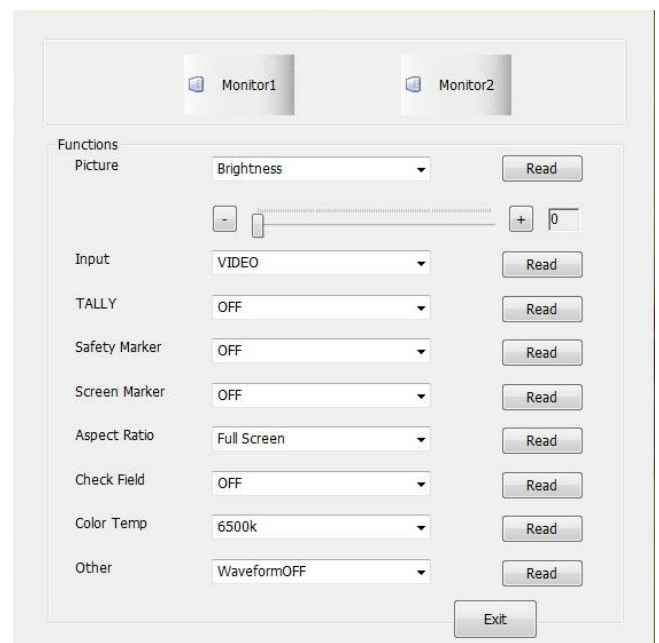 Monitor1 Monitor2
Functions
Picture Brightness Read
- + 0
Input VIDEO Read
TALLY OFF Read
Safety Marker OFF Read
Screen Marker OFF Read
Aspect Ratio Full Screen Read
Check Field OFF Read
Color Temp 6500k Read
Other WaveformOFF Read
Exit